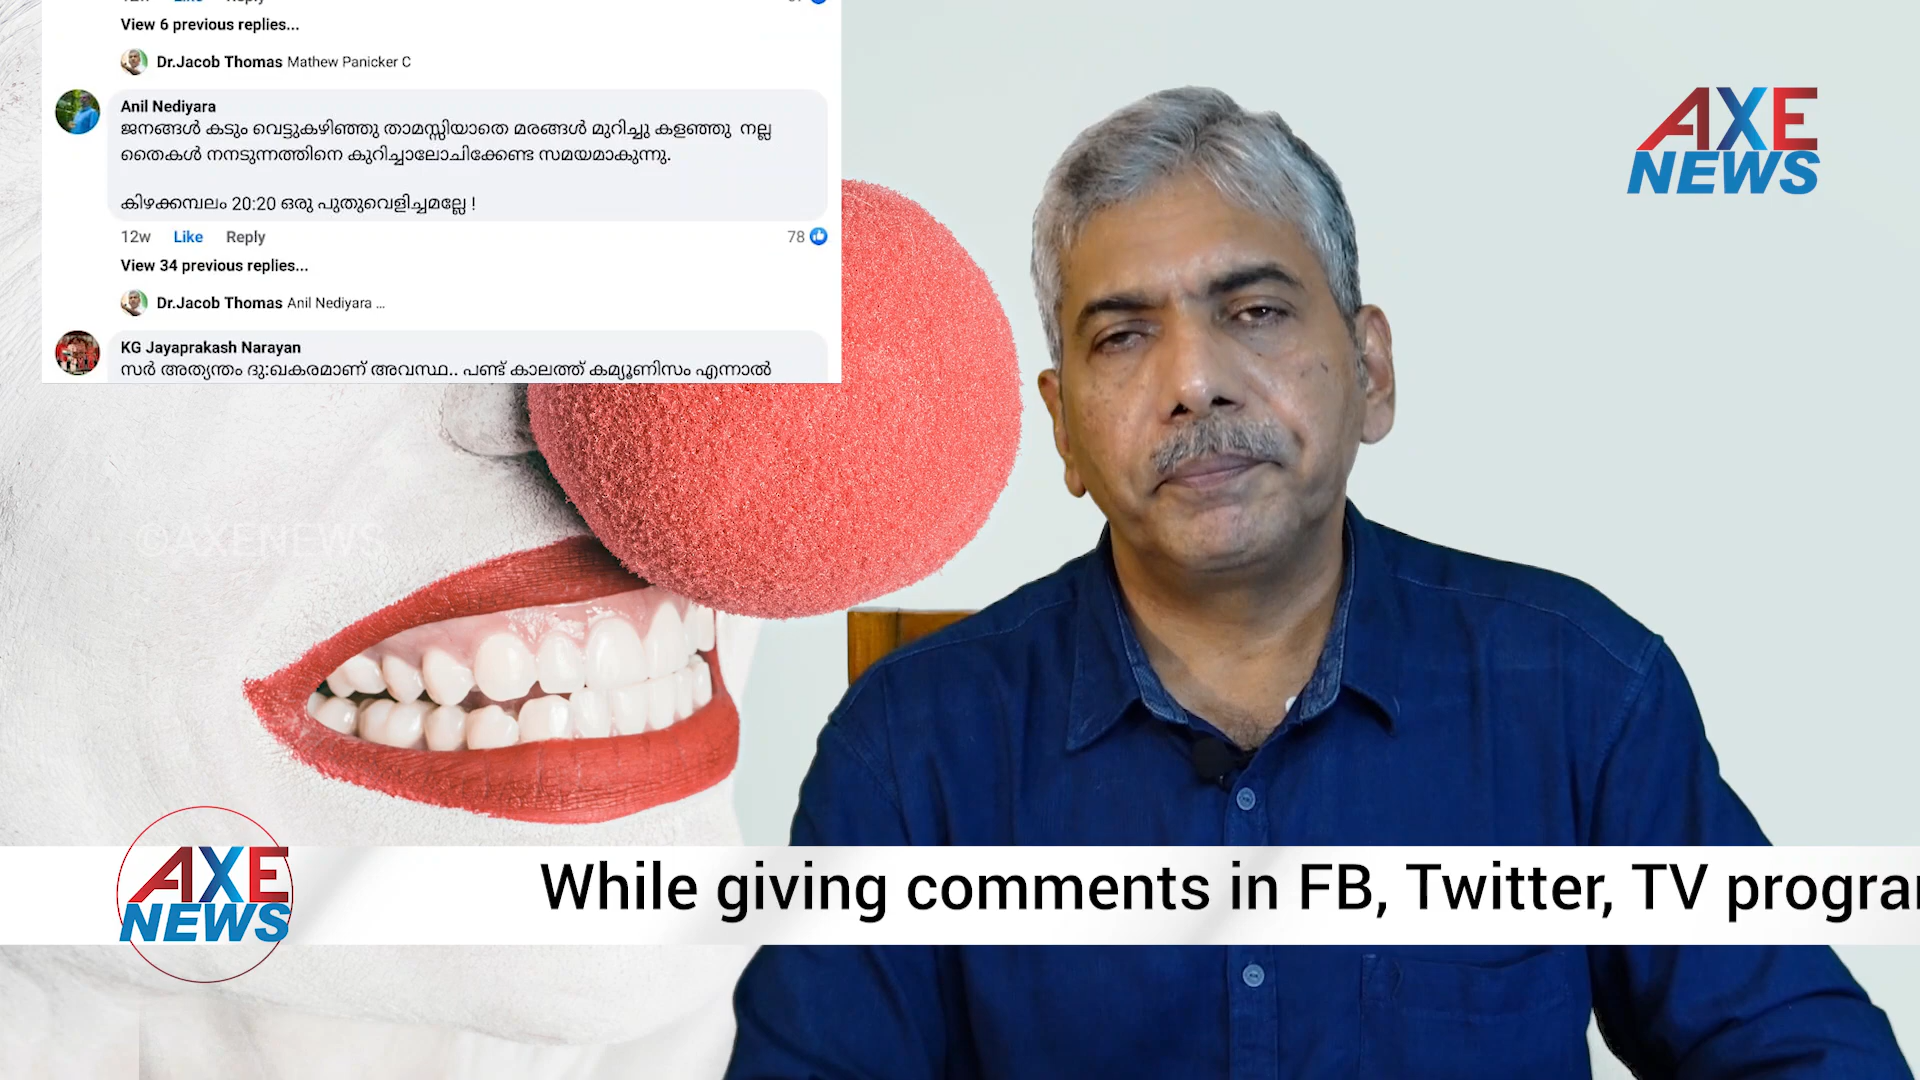 View 6 previous replies...
Dr.Jacob Thomas Mathew Panicker C
Anil Nediyara
ജനങ്ങൾ കടും വെട്ടുകഴിഞ്ഞു താമസ്സിയാതെ മരങ്ങൾ മുറിച്ചു കളഞ്ഞു നല്ല
തൈകൾ നനടുന്നത്തിനെ കുറിച്ചാലോചിക്കേണ്ട സമയമാകുന്നു.
കിഴക്കമ്പലം 20:20 ഒരു പുതുവെളിച്ചമല്ലേ !
12w Like Reply 78
View 34 previous replies...
Dr.Jacob Thomas Anil Nediyara ...
KG Jayaprakash Narayan
സർ അത്യന്തം ദു:ഖകരമാണ് അവസ്ഥ.. പണ്ട് കാലത്ത് കമ്യൂണിസം എന്നാൽ
AXE
NEWS
©AXENEWS
AXE
NEWS
While giving comments in FB, Twitter, TV progra